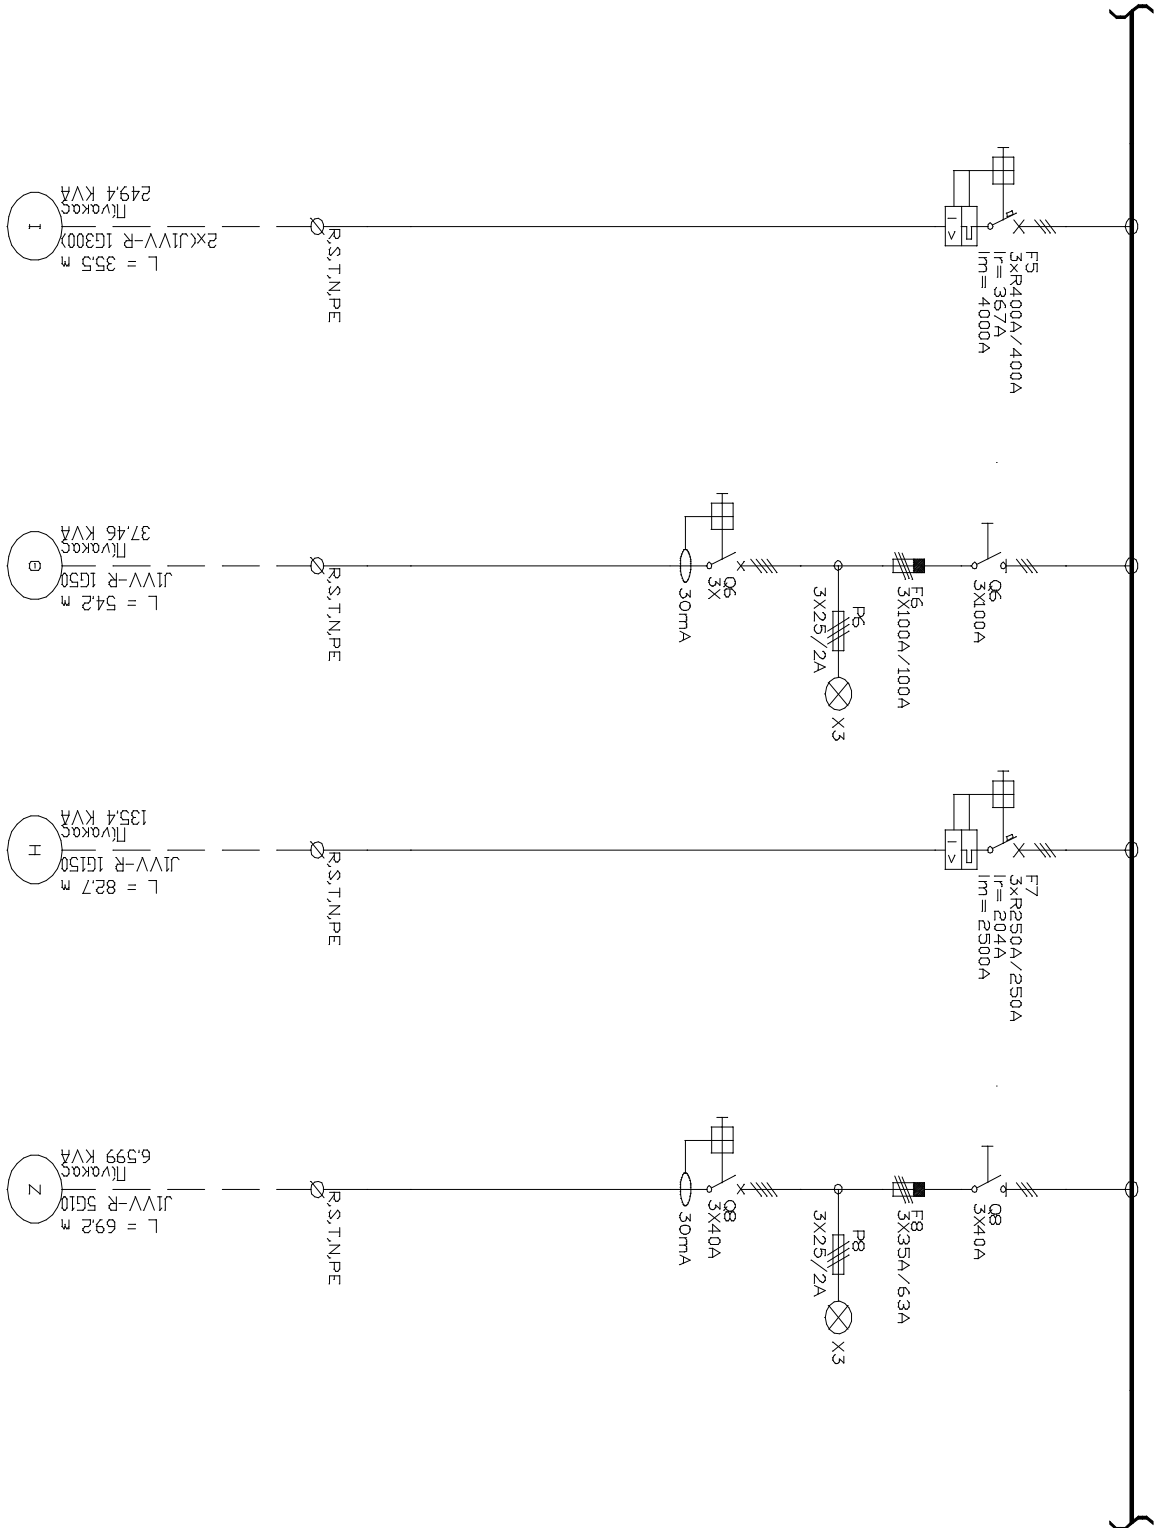 249.4 KVA
Πίνακας
I
2x(J1VV-R 1G300)
L = 35.5 m
R,S,T,N,PE
I >
F5
3xR400A/400A
Ir= 367A
Im= 4000A
37.46 KVA
Πίνακας
Θ
J1VV-R 1G50
L = 54.2 m
R,S,T,N,PE
30mA
Q6
3X
P6
3X25/2A
X3
F6
3X100A/100A
Q6
3X100A
135.4 KVA
Πίνακας
H
J1VV-R 1G150
L = 82.7 m
R,S,T,N,PE
I >
F7
3xR250A/250A
Ir= 204A
Im= 2500A
6.599 KVA
Πίνακας
Z
J1VV-R 5G10
L = 69.2 m
R,S,T,N,PE
30mA
Q8
3X40A
P8
3X25/2A
X3
F8
3X35A/63A
Q8
3X40A